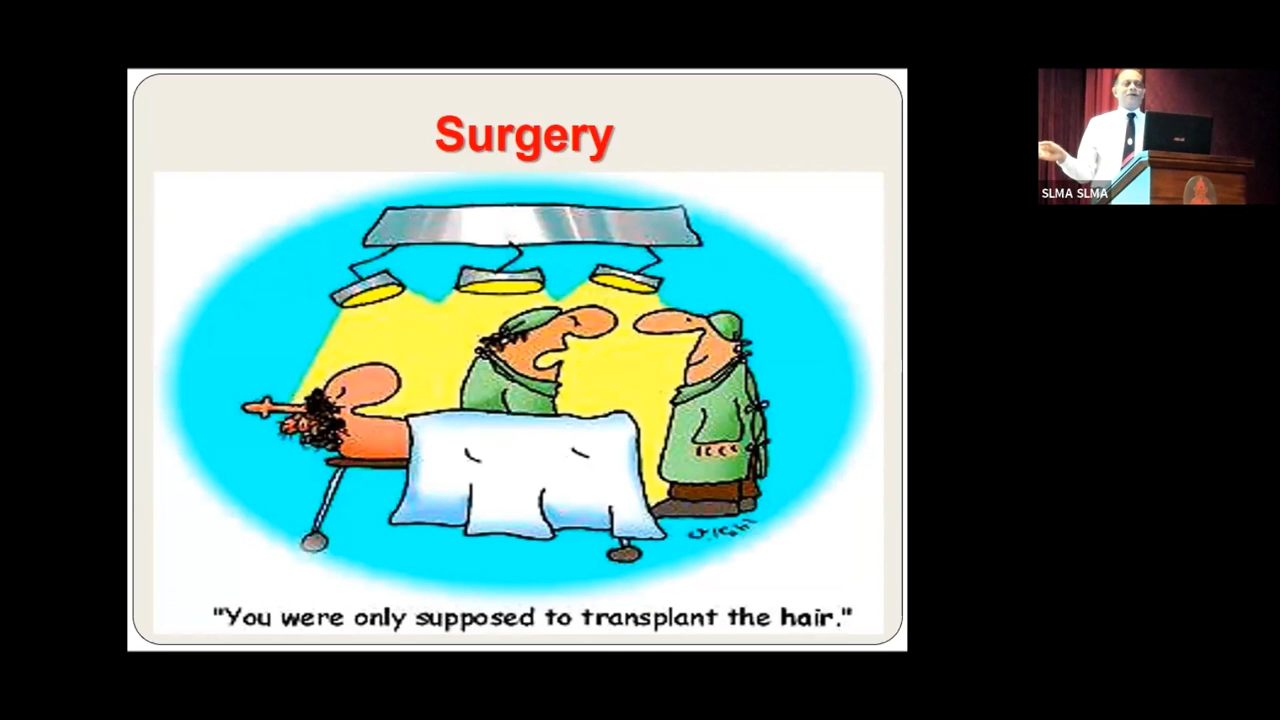 Surgery
"You were only supposed to transplant the hair."
SLMA SLMA